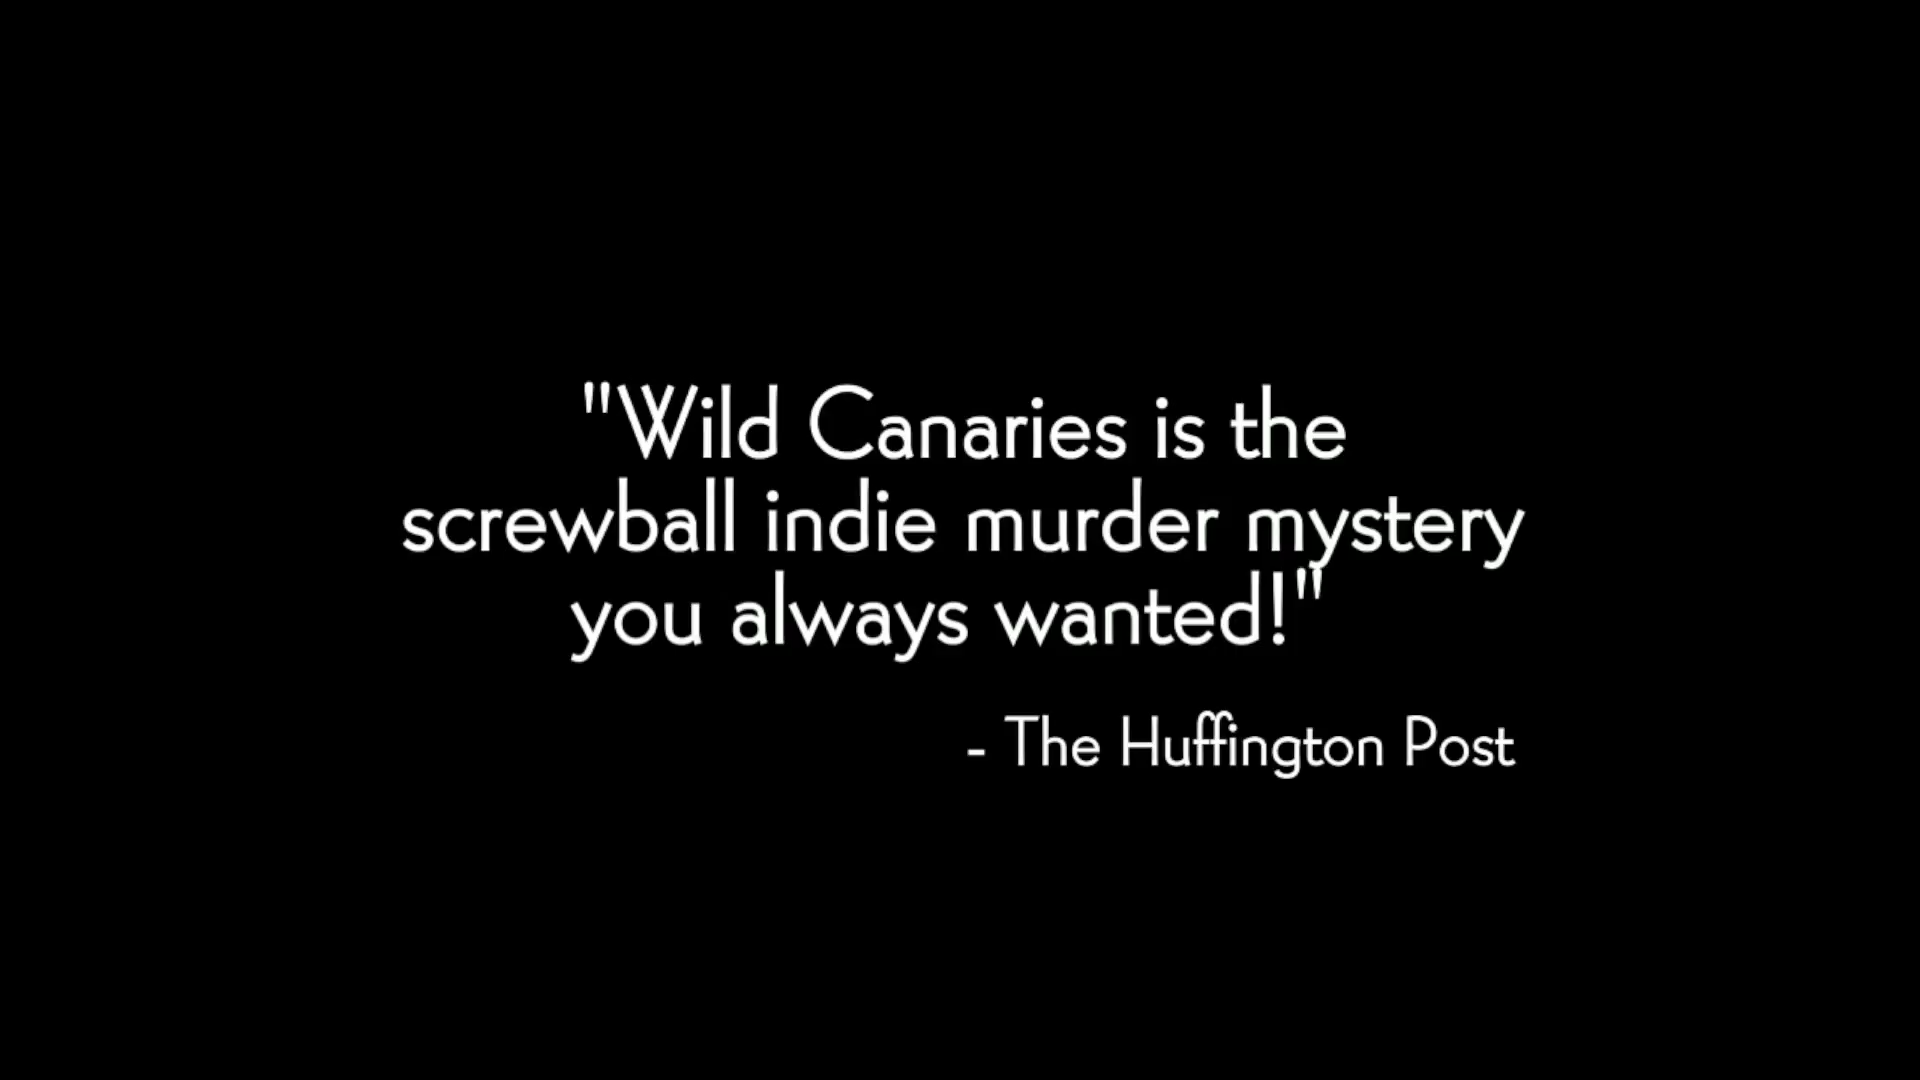 "Wild Canaries is the
screwball indie murder mystery
you always wanted!"
- The Huffington Post